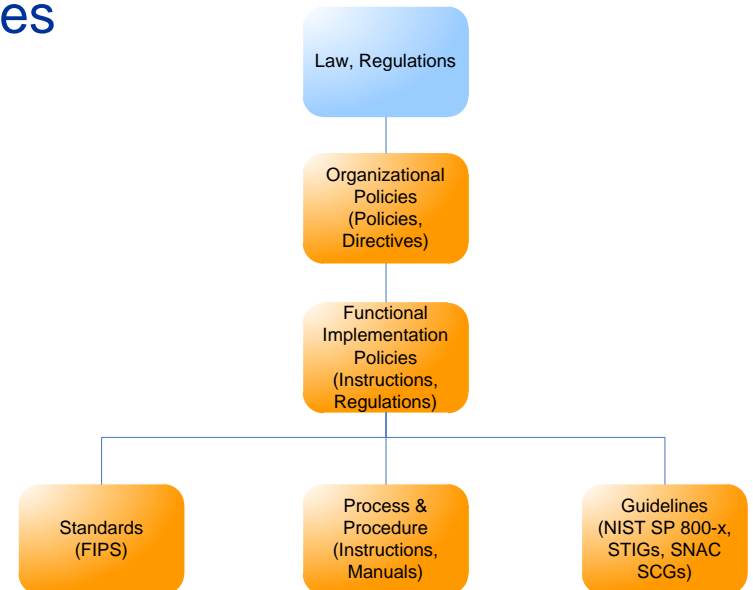 es
Law, Regulations
Organizational
Policies
(Policies,
Directives)
Functional
Implementation
Policies
(Instructions,
Regulations)
Standards
(FIPS)
Process &
Procedure
(Instructions,
Manuals)
Guidelines
(NIST SP 800-x,
STIGs, SNAC
SCGs)